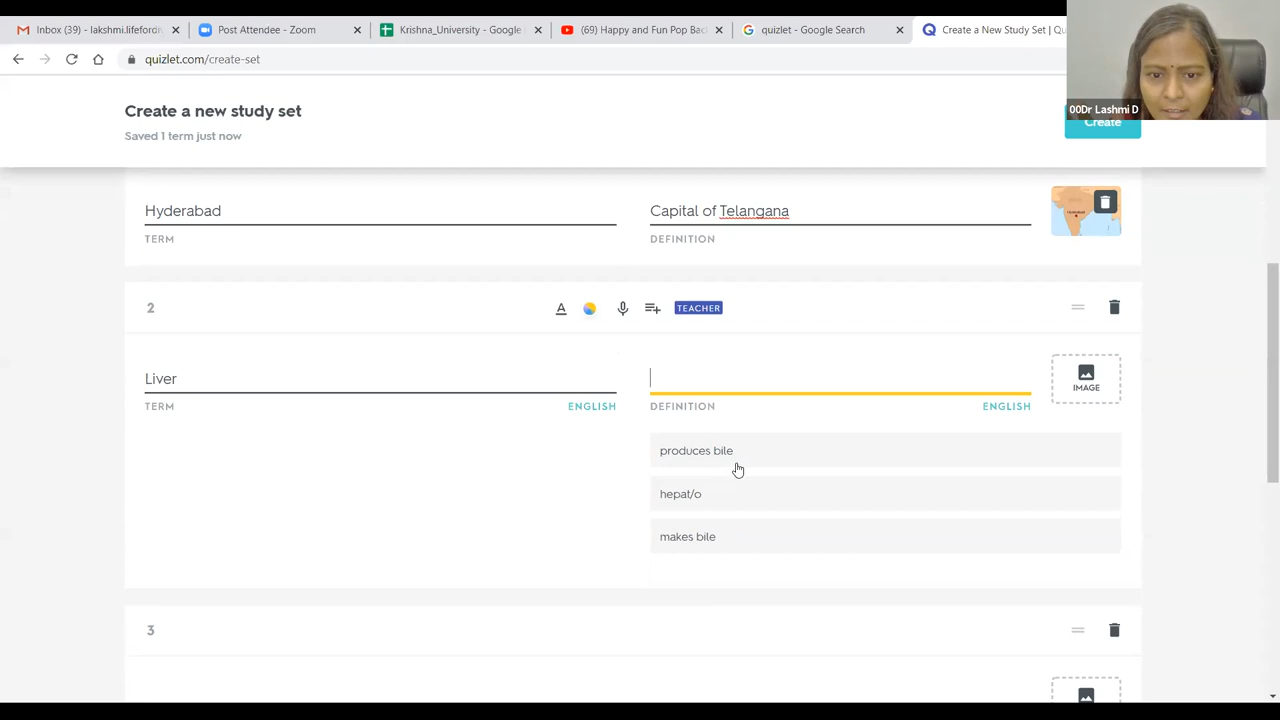 Inbox (39) - lakshmi.lifeford
Post Attendee - Zoom
Krishna_University - Google
(69) Happy and Fun Pop Bac
quizlet - Google Search
Create a New Study Set | Qu
quizlet.com/create-set
00Dr Lashmi D
Create a new study set
Saved 1 term just now
Create
Hyderabad
Capital of Telangana
Hyderabad
TERM
DEFINITION
2
A
TEACHER
Liver
IMAGE
TERM
ENGLISH
DEFINITION
ENGLISH
produces bile
hepat/o
makes bile
3